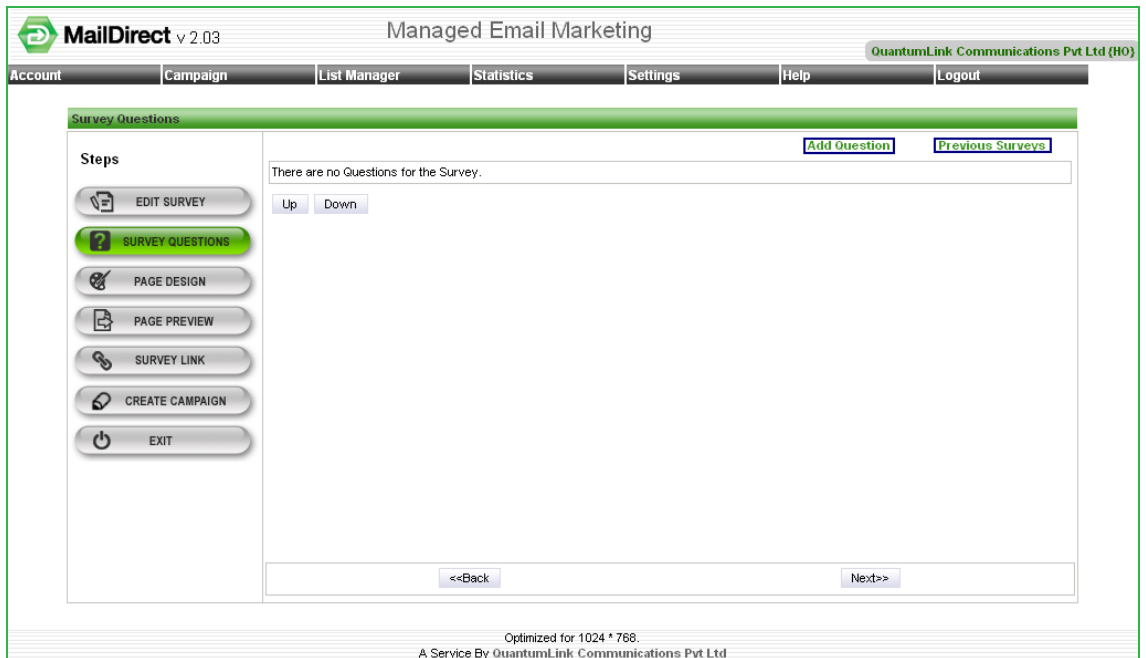 MailDirect v 2.03
Managed Email Marketing
QuantumLink Communications Pvt Ltd {HO}
Account Campaign List Manager Statistics Settings Help Logout
Survey Questions
Add Question Previous Surveys
Steps
There are no Questions for the Survey.
EDIT SURVEY
Up Down
SURVEY QUESTIONS
PAGE DESIGN
PAGE PREVIEW
SURVEY LINK
CREATE CAMPAIGN
EXIT
<<Back Next>>
Optimized for 1024 * 768.
A Service By QuantumLink Communications Pvt Ltd